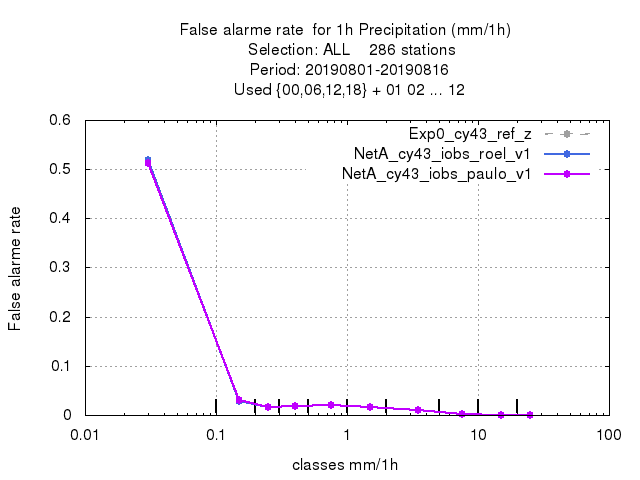 False alarme rate  for 1h Precipitation (mm/1h)
Selection: ALL    286 stations
Period: 20190801-20190816
Used {00,06,12,18} + 01 02 ... 12
Exp0_cy43_ref_z
NetA_cy43_iobs_roel_v1
NetA_cy43_iobs_paulo_v1
False alarme rate
0.6
0.5
0.4
0.3
0.2
0.1
0
0.01 0.1 1 10 100
classes mm/1h